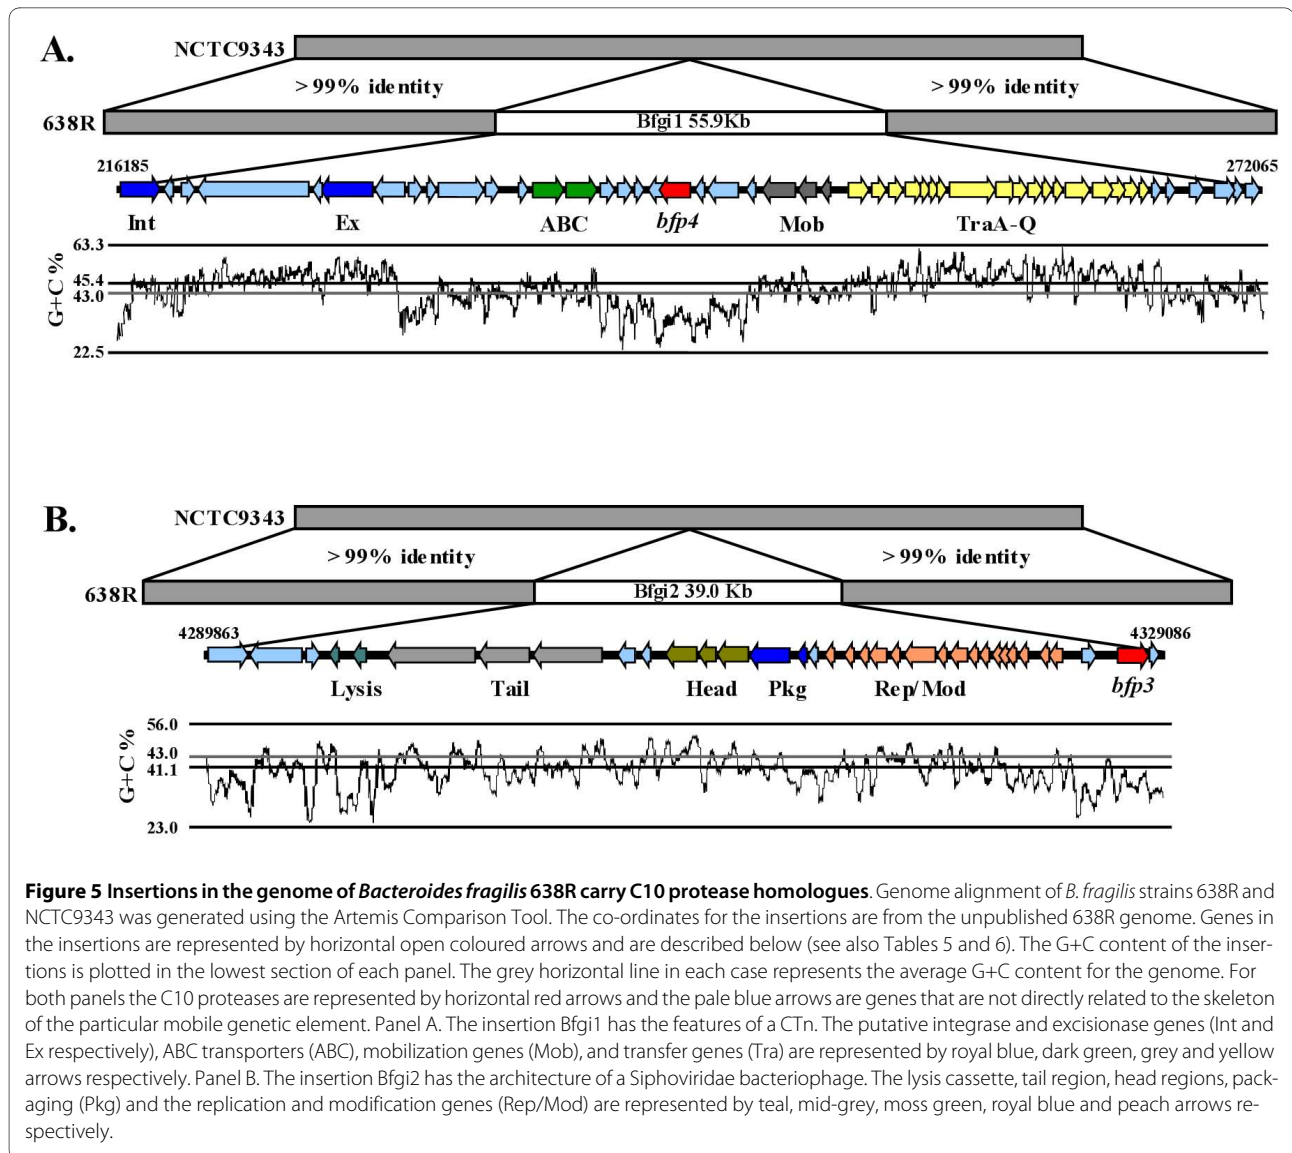 A.
NCTC9343
> 99% identity
> 99% identity
638R
Bfgi1 55.9Kb
216185
272065
Int
Ex
ABC
bfp4
Mob
TraA-Q
G+C %
63.3
45.4
43.0
22.5
B.
NCTC9343
> 99% identity
> 99% identity
638R
Bfgi2 39.0 Kb
4289863
4329086
Lysis
Tail
Head
Pkg
Rep/Mod
bfp3
G+C %
56.0
43.0
41.1
23.0
Figure 5 Insertions in the genome of Bacteroides fragilis 638R carry C10 protease homologues. Genome alignment of B. fragilis strains 638R and
NCTC9343 was generated using the Artemis Comparison Tool. The co-ordinates for the insertions are from the unpublished 638R genome. Genes in
the insertions are represented by horizontal open coloured arrows and are described below (see also Tables 5 and 6). The G+C content of the inser-
tions is plotted in the lowest section of each panel. The grey horizontal line in each case represents the average G+C content for the genome. For
both panels the C10 proteases are represented by horizontal red arrows and the pale blue arrows are genes that are not directly related to the skeleton
of the particular mobile genetic element. Panel A. The insertion Bfgi1 has the features of a CTn. The putative integrase and excisionase genes (Int and
Ex respectively), ABC transporters (ABC), mobilization genes (Mob), and transfer genes (Tra) are represented by royal blue, dark green, grey and yellow
arrows respectively. Panel B. The insertion Bfgi2 has the architecture of a Siphoviridae bacteriophage. The lysis cassette, tail region, head regions, pack-
aging (Pkg) and the replication and modification genes (Rep/Mod) are represented by teal, mid-grey, moss green, royal blue and peach arrows re-
spectively.